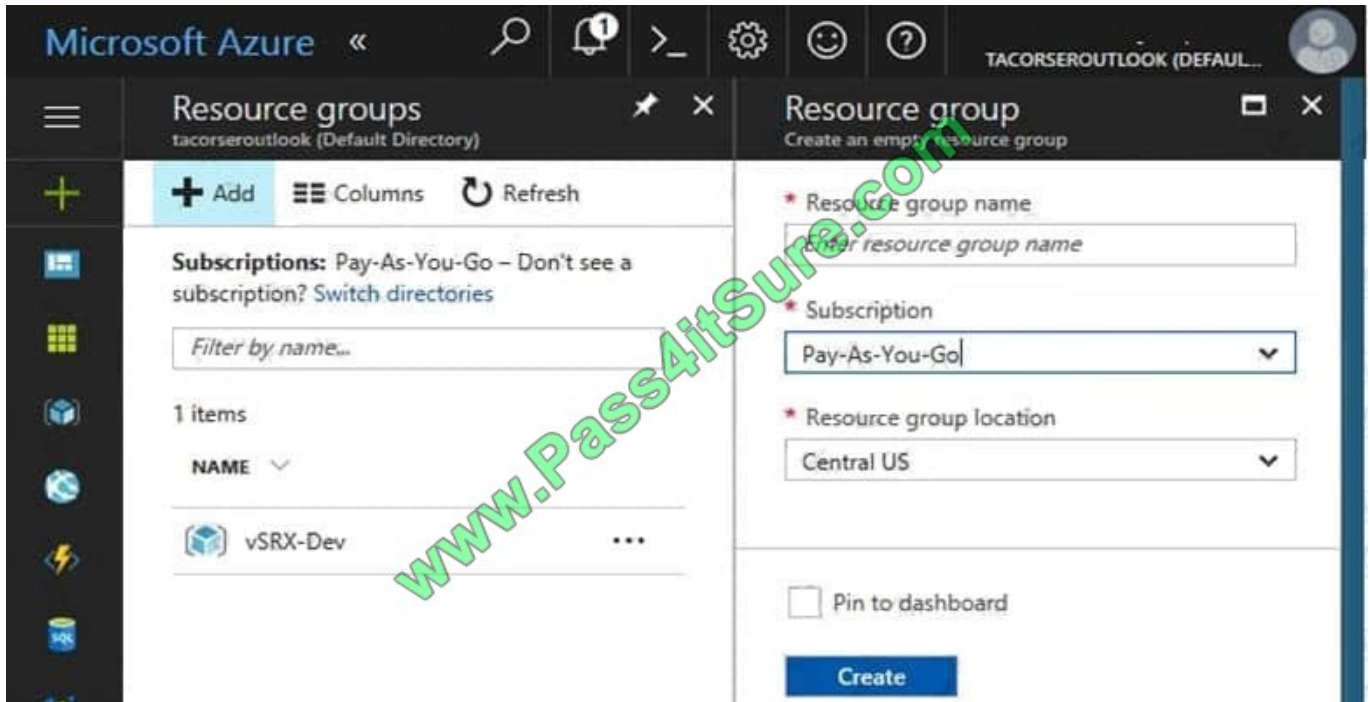 Microsoft Azure «
1
>_
?
TACORSEROUTLOOK (DEFAUL...
Resource groups
tacorseroutlook (Default Directory)
Add
Columns
Refresh
Subscriptions: Pay-As-You-Go – Don't see a
subscription? Switch directories
Filter by name...
1 items
NAME
vSRX-Dev
...
SQL
Resource group
Create an empty resource group
* Resource group name
Enter resource group name
* Subscription
Pay-As-You-Go
* Resource group location
Central US
Pin to dashboard
Create
www.Pass4itSure.com